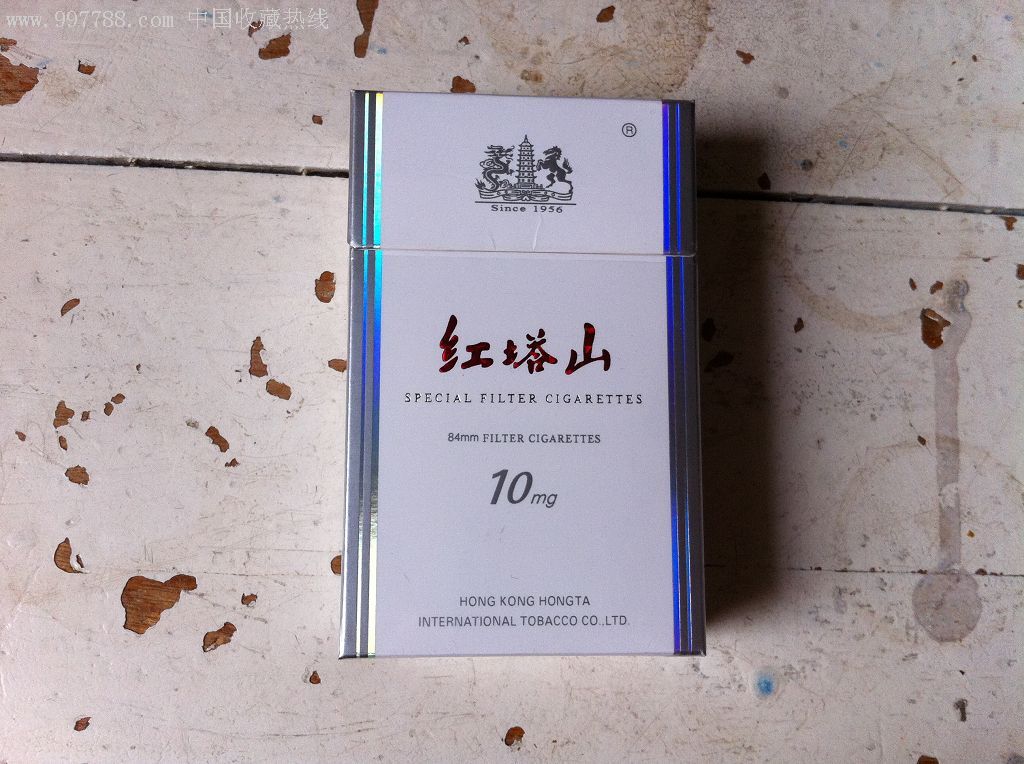 www.997788.com 中国收藏热线
®
Since 1956
红塔山
SPECIAL FILTER CIGARETTES
84mm FILTER CIGARETTES
10mg
HONG KONG HONGTA
INTERNATIONAL TOBACCO CO.,LTD.